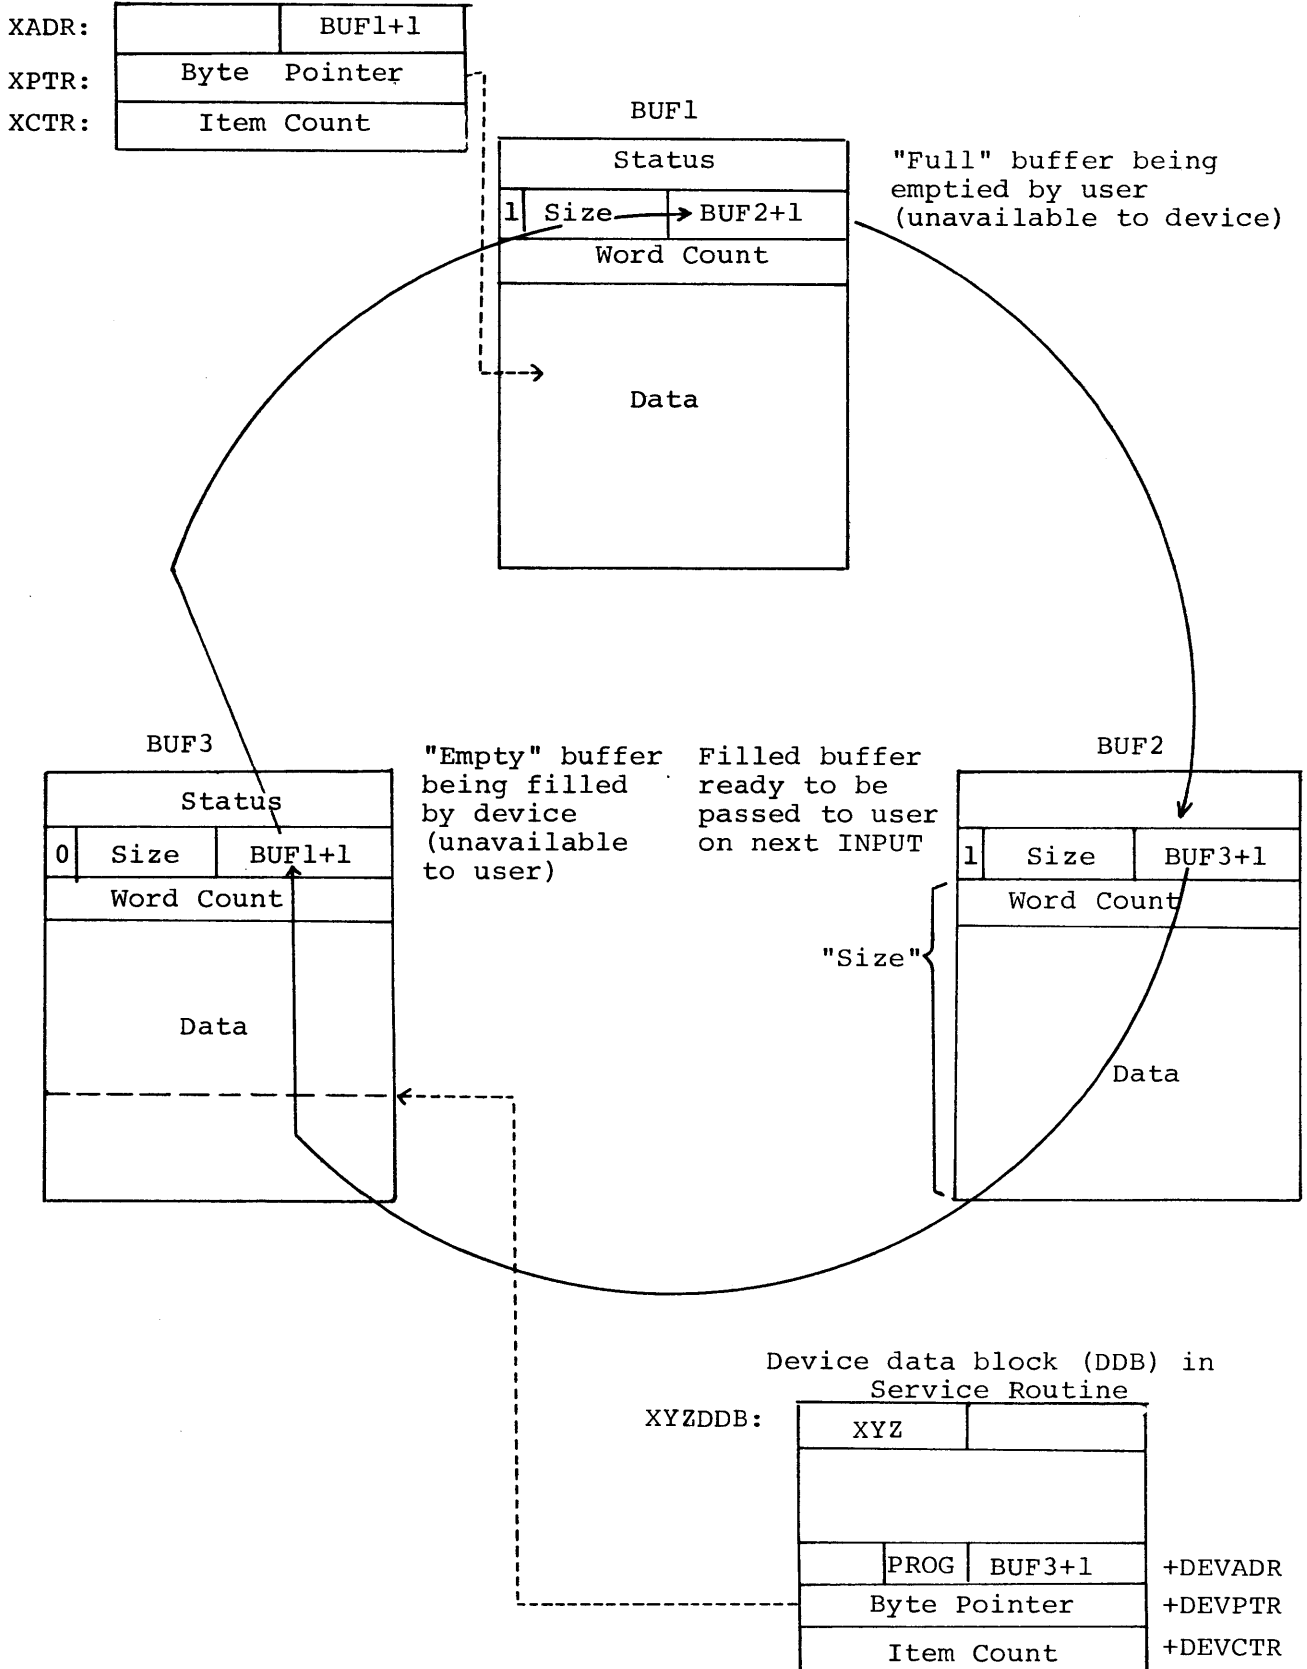 XADR: BUF1+1
XPTR: Byte Pointer
XCTR: Item Count
BUF1
Status
1 Size BUF2+1
Word Count
Data
"Full" buffer being
emptied by user
(unavailable to device)
BUF3
Status
0 Size BUF1+1
Word Count
Data
"Empty" buffer
being filled
by device
(unavailable
to user)
Filled buffer
ready to be
passed to user
on next INPUT
BUF2
1 Size BUF3+1
Word Count
"Size"
Data
Device data block (DDB) in
Service Routine
XYZDDB: XYZ
PROG BUF3+1 +DEVADR
Byte Pointer +DEVPTR
Item Count +DEVCTR